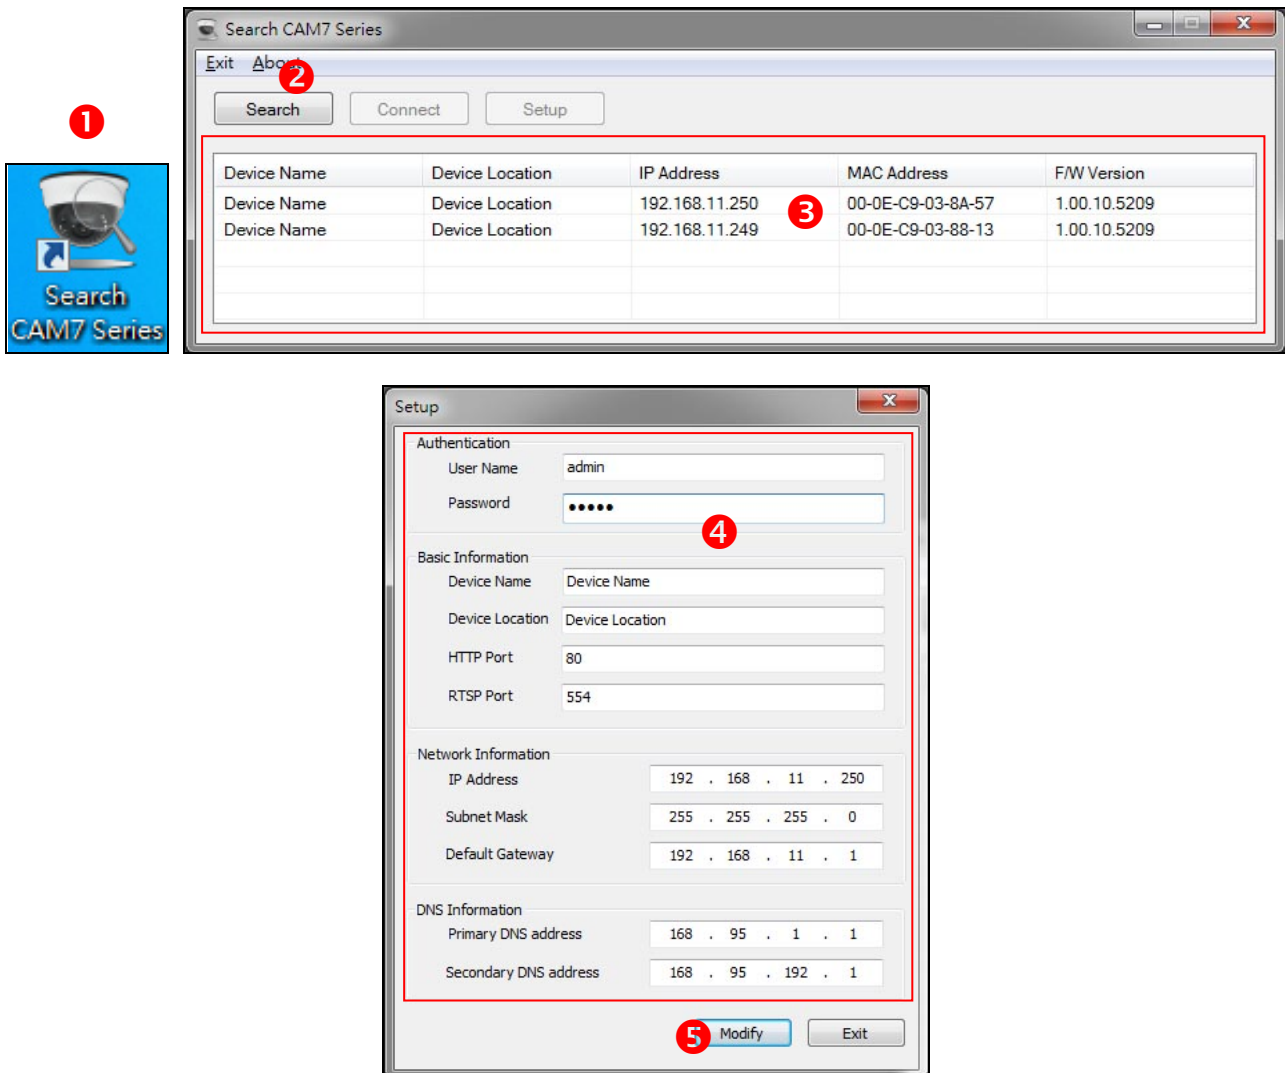 1
Search
CAM7 Series
Search CAM7 Series
Exit About
2
Search Connect Setup
Device Name Device Location IP Address MAC Address F/W Version
Device Name Device Location 192.168.11.250 00-0E-C9-03-8A-57 1.00.10.5209
Device Name Device Location 192.168.11.249 00-0E-C9-03-88-13 1.00.10.5209
3
Setup
Authentication
User Name admin
Password •••••
4
Basic Information
Device Name Device Name
Device Location Device Location
HTTP Port 80
RTSP Port 554
Network Information
IP Address 192 . 168 . 11 . 250
Subnet Mask 255 . 255 . 255 . 0
Default Gateway 192 . 168 . 11 . 1
DNS Information
Primary DNS address 168 . 95 . 1 . 1
Secondary DNS address 168 . 95 . 192 . 1
5 Modify Exit